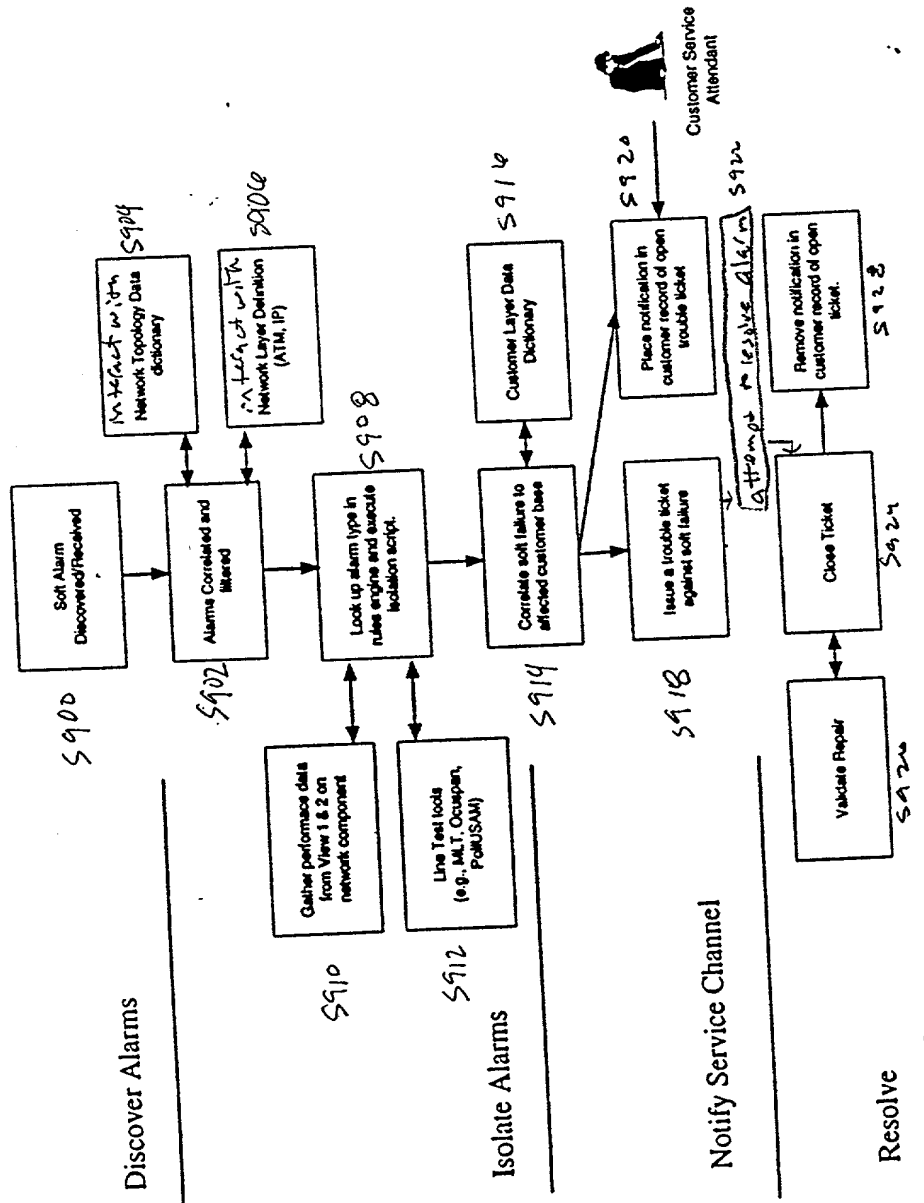 Discover Alarms
S900
Soft Alarm
Discovered/Received
S902
Alarms Correlated and
filtered
Interact with
Network Topology Data
dictionary
S904
Interact with
Network Layer Definition
(ATM, IP)
S906
Isolate Alarms
S910
Gather performace data
from View 1 & 2 on
network component
S912
Line Test tools
(e.g., MLT, Ocuspan,
PollUSAM)
Look up alarm type in
rules engine and execute
isolation script.
S908
Notify Service Channel
S914
Correlate soft failure to
affected customer base
Customer Layer Data
Dictionary
S916
S918
Issue a trouble ticket
against soft failure
Place notification in
customer record of open
trouble ticket
S920
Customer Service
Attendant
attempt to resolve alarm
S922
Resolve
Validate Repair
S926
Close Ticket
S924
Remove notification in
customer record of open
ticket.
S928